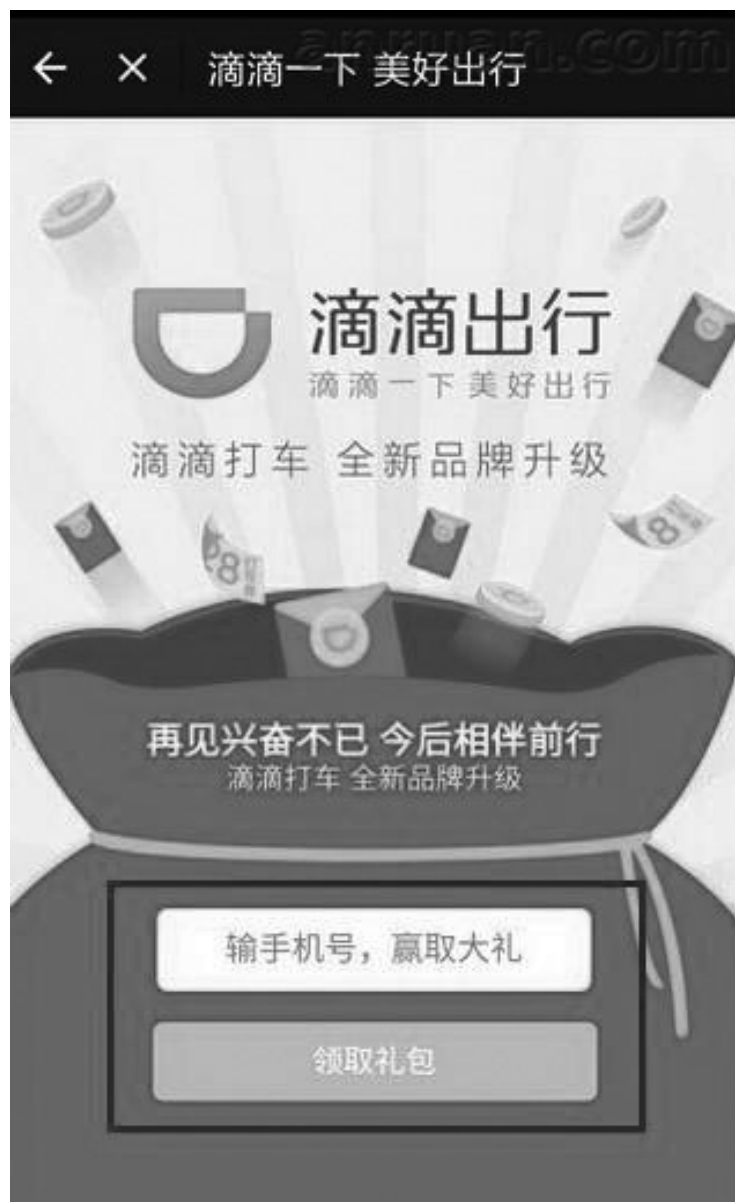 anruan.com
滴滴一下 美好出行
滴滴出行
滴滴一下美好出行
滴滴打车 全新品牌升级
再见兴奋不已 今后相伴前行
滴滴打车 全新品牌升级
输手机号，赢取大礼
领取礼包